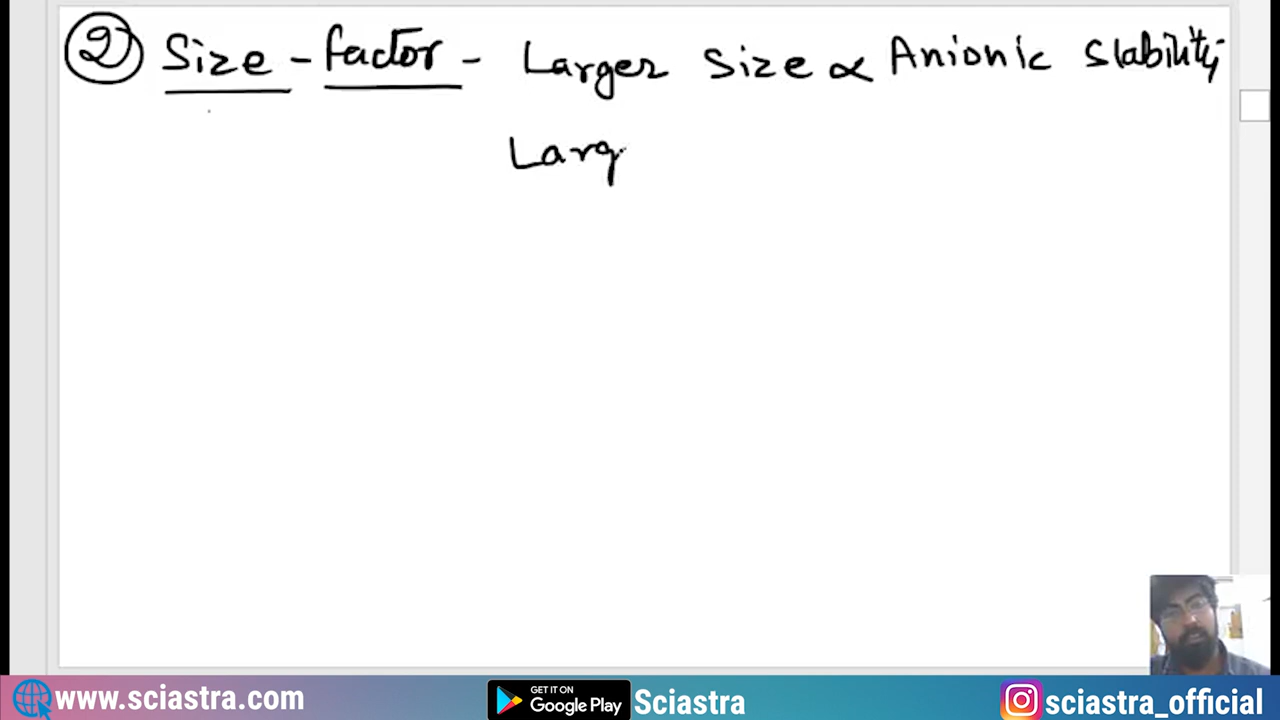 ② Size - factor - Larger Size ∝ Anionic Stability
Larg
www.sciastra.com
GET IT ON
Google Play
Sciastra
sciastra_official